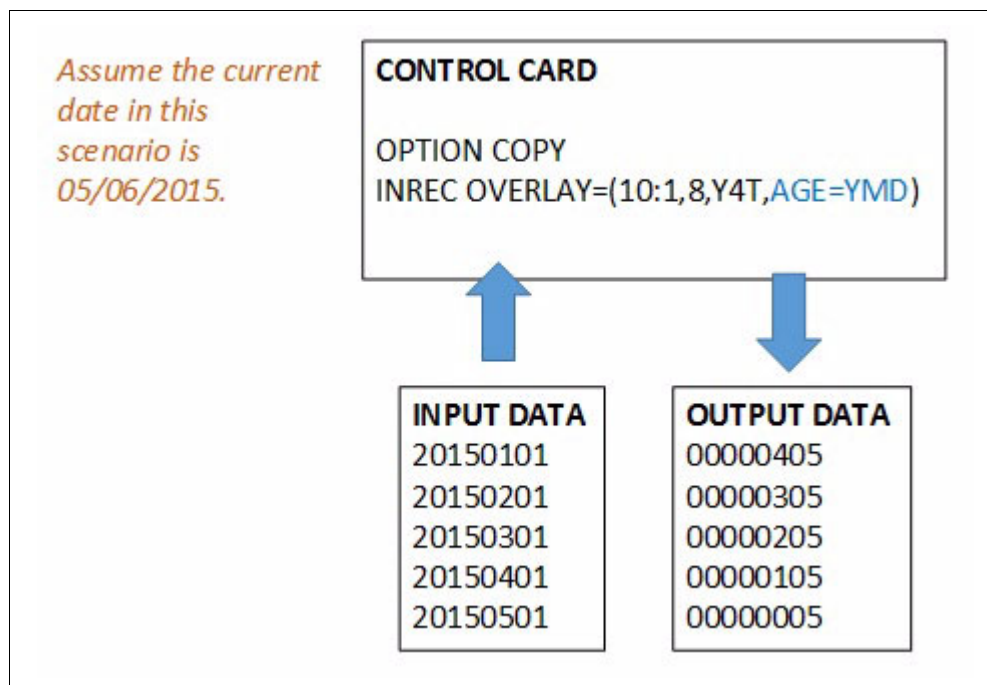 Assume the current
date in this
scenario is
05/06/2015.
CONTROL CARD
OPTION COPY
INREC OVERLAY=(10:1,8,Y4T,AGE=YMD)
INPUT DATA
20150101
20150201
20150301
20150401
20150501
OUTPUT DATA
00000405
00000305
00000205
00000105
00000005